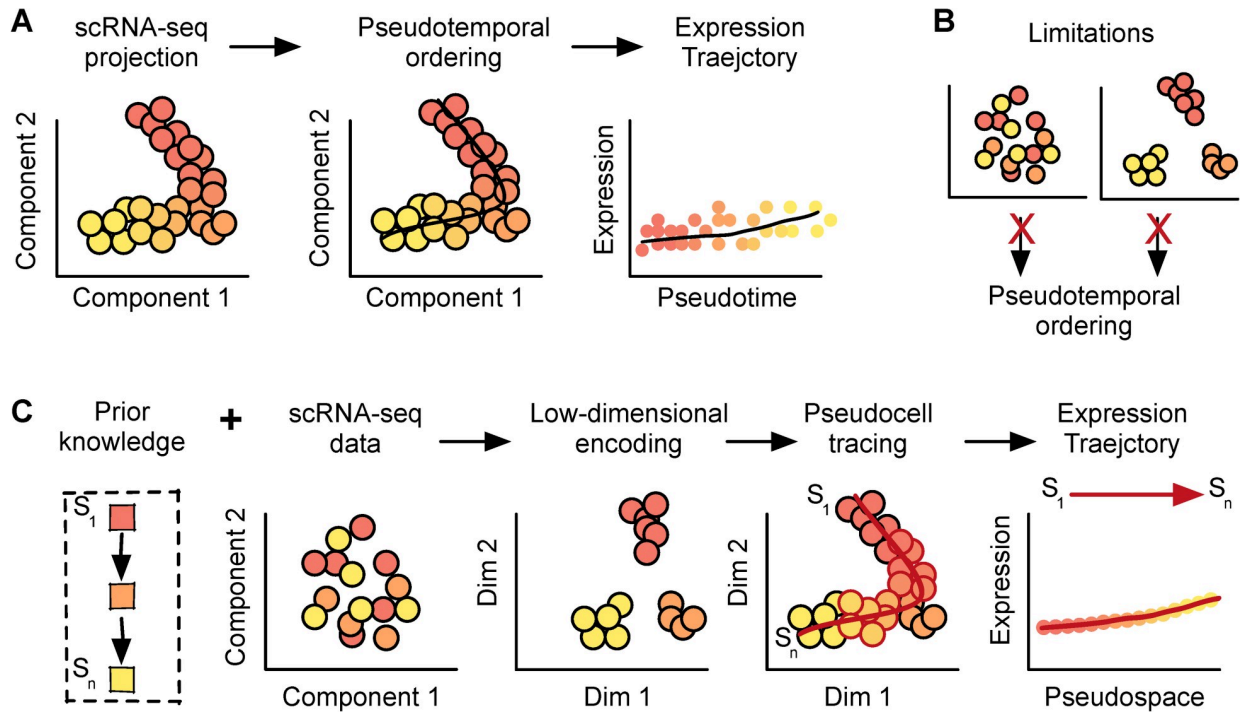 A
scRNA-seq
projection
Pseudotemporal
ordering
Expression
Traejctory
Component 2
Component 1
Component 2
Component 1
Expression
Pseudotime
B
Limitations
X
X
Pseudotemporal
ordering
C
Prior
knowledge
+
scRNA-seq
data
Low-dimensional
encoding
Pseudocell
tracing
Expression
Traejctory
S1
Sn
Component 2
Component 1
Dim 2
Dim 1
Dim 2
S1
Sn
Dim 1
S1
Sn
Expression
Pseudospace